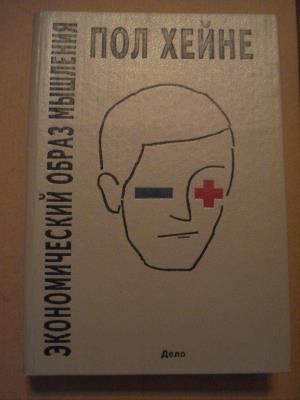 ПОЛ ХЕЙНЕ
ЭКОНОМИЧЕСКИЙ ОБРАЗ МЫШЛЕНИЯ
Дело